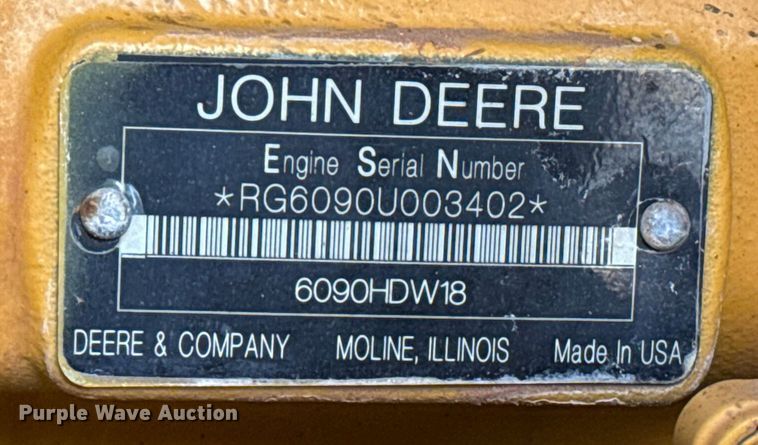 JOHN DEERE
Engine Serial Number
*RG6090U003402*
6090HDW18
DEERE & COMPANY MOLINE, ILLINOIS Made In USA
Purple Wave Auction